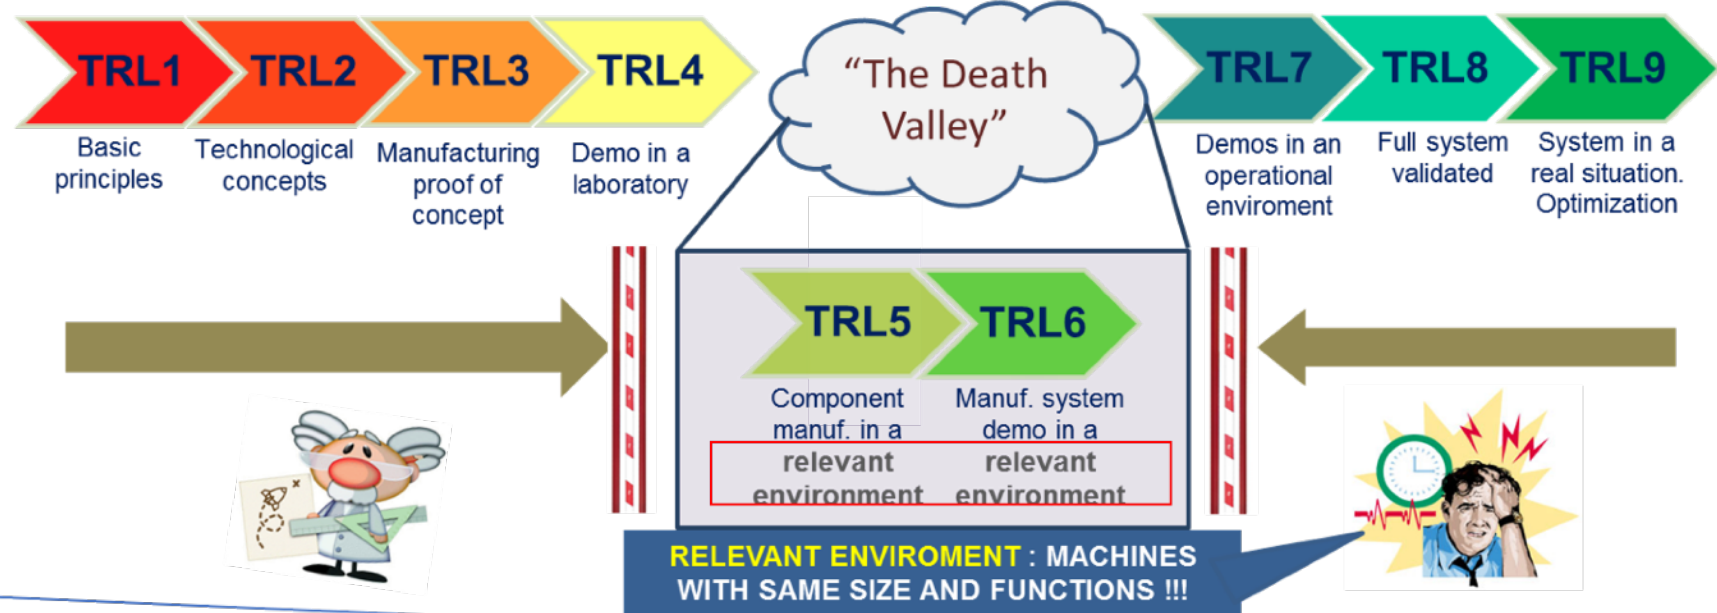 TRL1
TRL2
TRL3
TRL4
“The Death
Valley”
TRL7
TRL8
TRL9
Basic
principles
Technological
concepts
Manufacturing
proof of
concept
Demo in a
laboratory
Demos in an
operational
enviroment
Full system
validated
System in a
real situation.
Optimization
TRL5
TRL6
Component
manuf. in a
relevant
environment
Manuf. system
demo in a
relevant
environment
RELEVANT ENVIROMENT : MACHINES
WITH SAME SIZE AND FUNCTIONS !!!